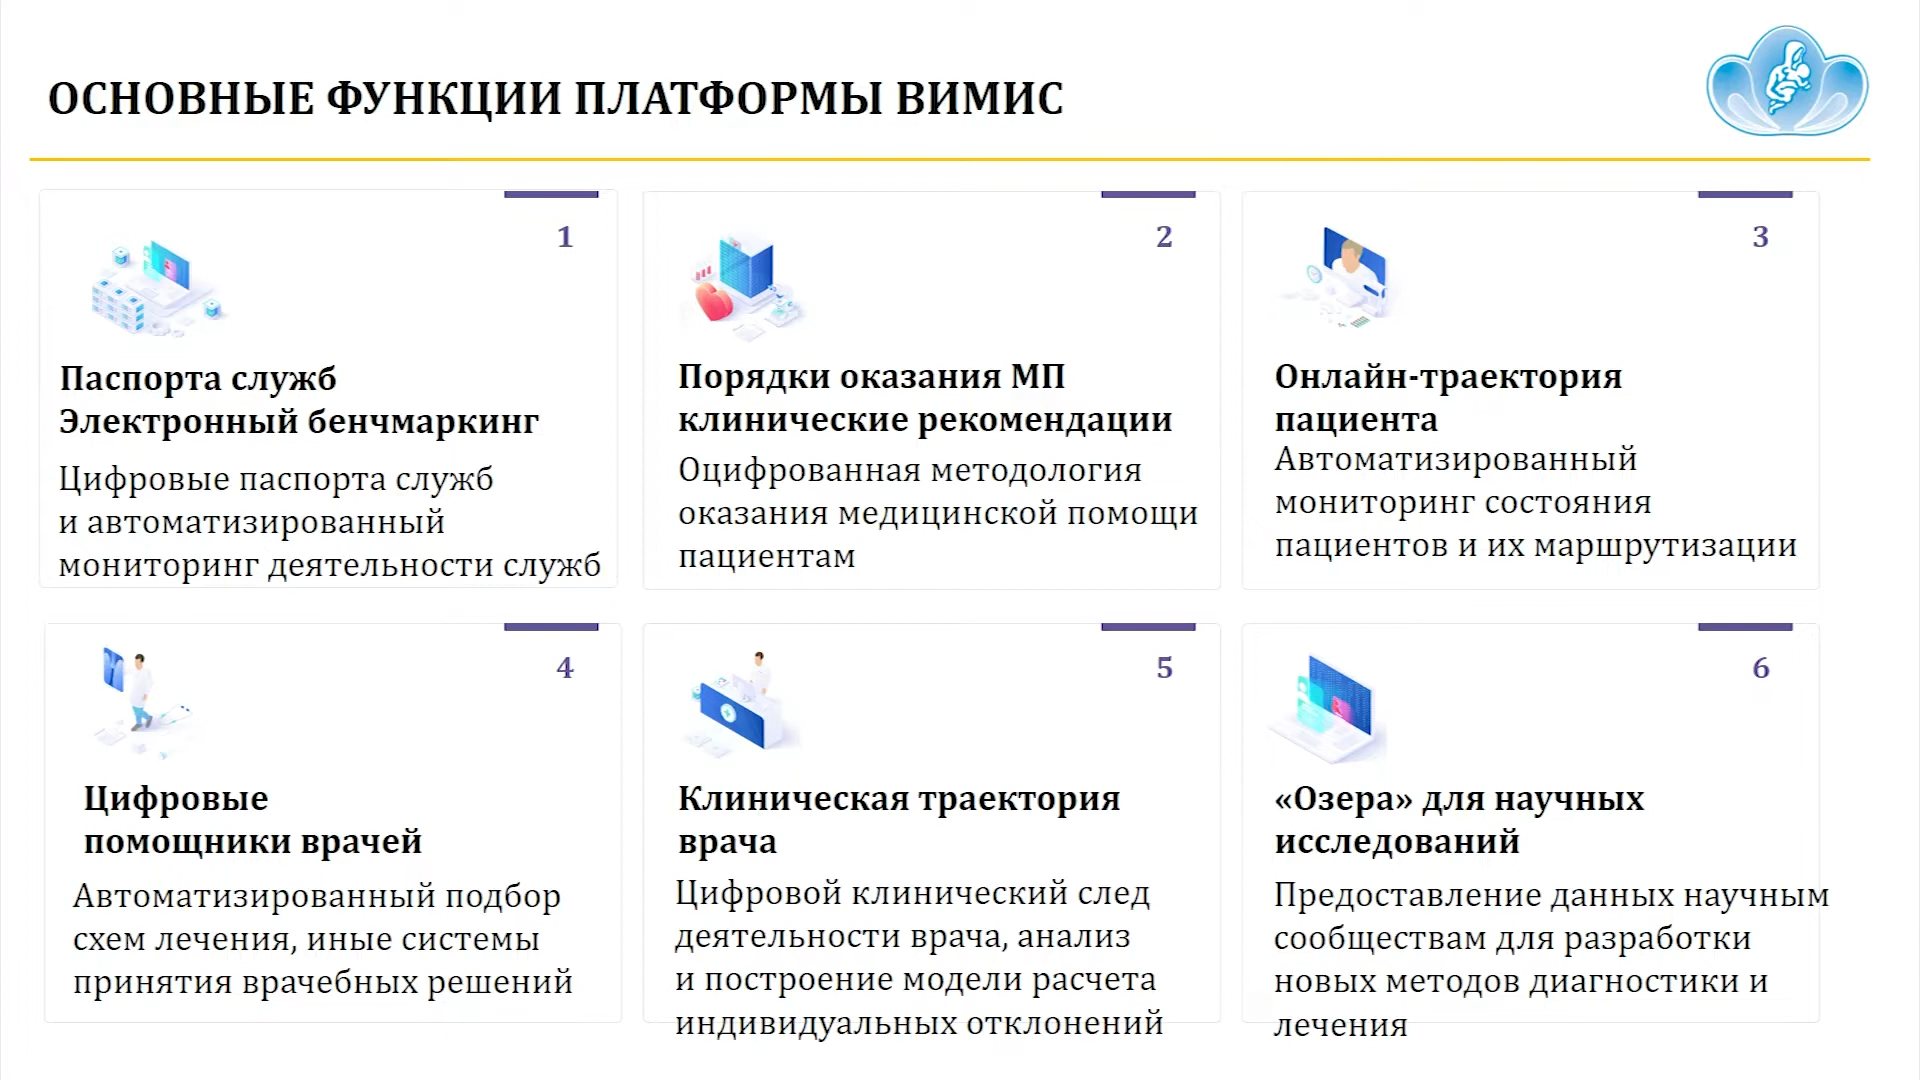 ОСНОВНЫЕ ФУНКЦИИ ПЛАТФОРМЫ ВИМИС
1
Паспорта служб
Электронный бенчмаркинг
Цифровые паспорта служб
и автоматизированный
мониторинг деятельности служб
2
Порядки оказания МП
клинические рекомендации
Оцифрованная методология
оказания медицинской помощи
пациентам
3
Онлайн-траектория
пациента
Автоматизированный
мониторинг состояния
пациентов и их маршрутизации
4
Цифровые
помощники врачей
Автоматизированный подбор
схем лечения, иные системы
принятия врачебных решений
5
Клиническая траектория
врача
Цифровой клинический след
деятельности врача, анализ
и построение модели расчета
индивидуальных отклонений
6
«Озера» для научных
исследований
Предоставление данных научным
сообществам для разработки
новых методов диагностики и
лечения